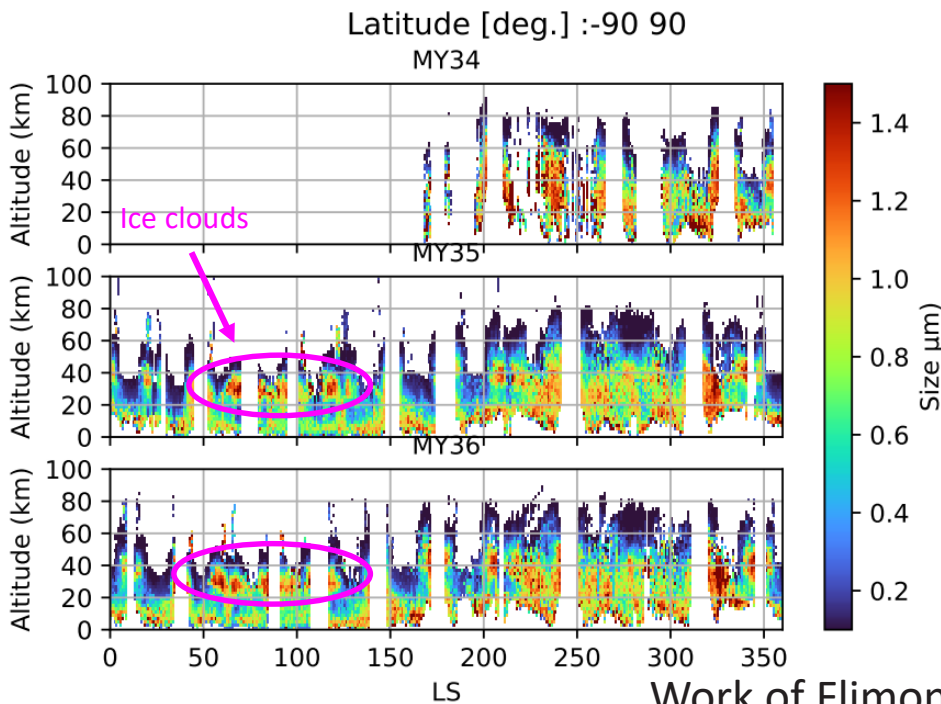 Latitude [deg.] :-90 90
MY34
100
80
60
40
20
0
Altitude (km)
Ice clouds
MY35
100
80
60
40
20
0
Altitude (km)
MY36
100
80
60
40
20
0
Altitude (km)
0 50 100 150 200 250 300 350
LS
1.4
1.2
1.0
0.8
0.6
0.4
0.2
Size μm
Work of Flimon